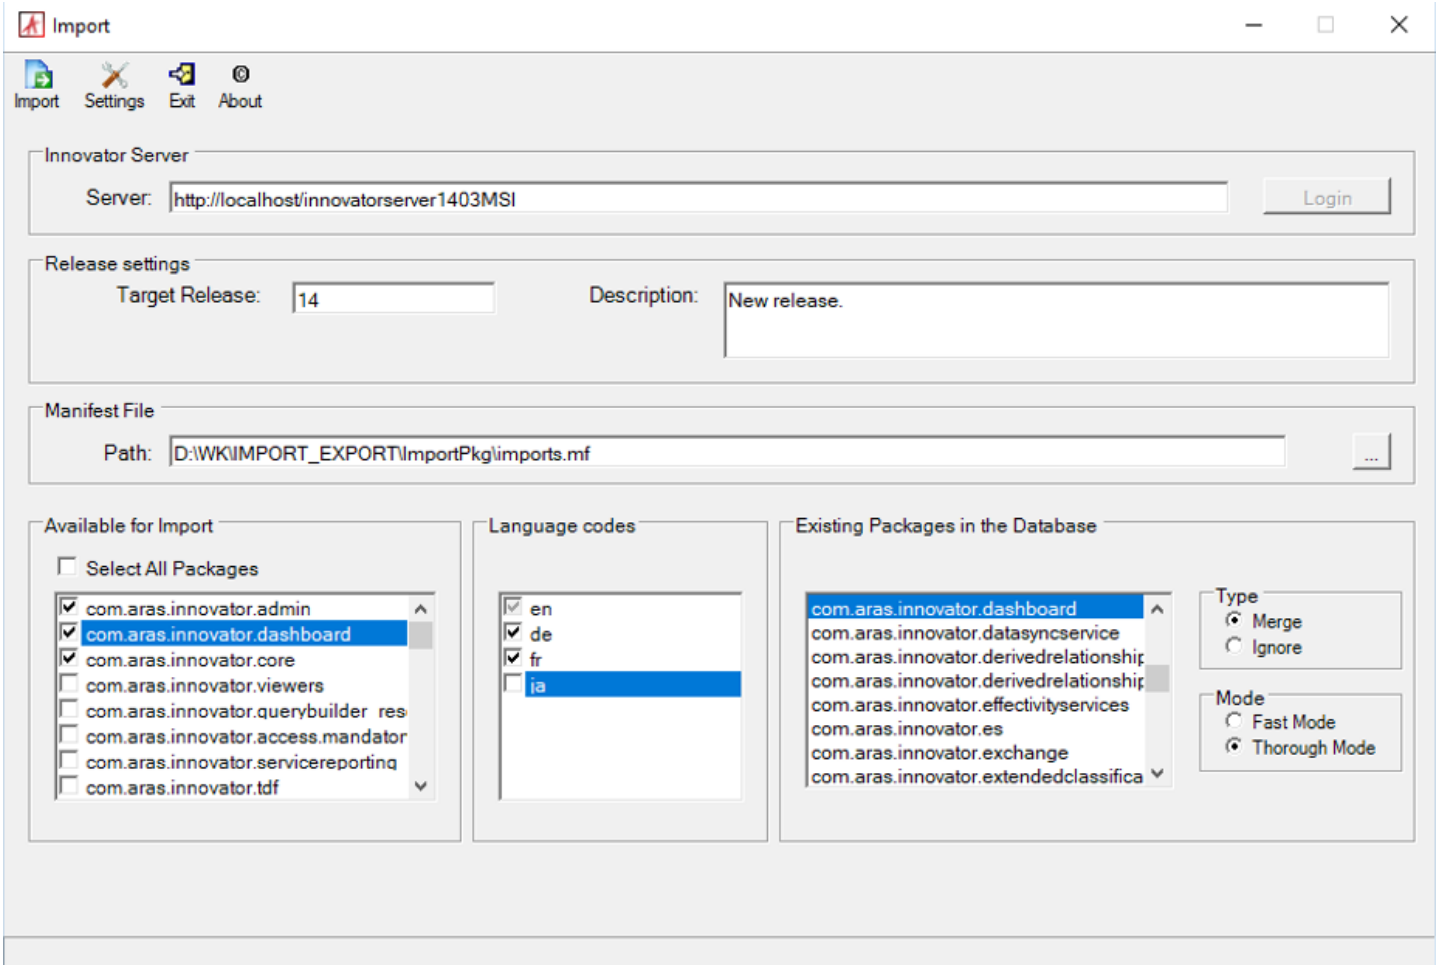 Import
Import Settings Exit About
Innovator Server
Server: http://localhost/innovatorserver1403MSI Login
Release settings
Target Release: 14 Description: New release.
Manifest File
Path: D:\WK\IMPORT_EXPORT\ImportPkg\imports.mf ...
Available for Import
Select All Packages
com.aras.innovator.admin
com.aras.innovator.dashboard
com.aras.innovator.core
com.aras.innovator.viewers
com.aras.innovator.querybuilder_res
com.aras.innovator.access.mandator
com.aras.innovator.servicereporting
com.aras.innovator.tdf
Language codes
en
de
fr
ja
Existing Packages in the Database
com.aras.innovator.dashboard
com.aras.innovator.datasyncservice
com.aras.innovator.derivedrelationship
com.aras.innovator.derivedrelationship
com.aras.innovator.effectivityservices
com.aras.innovator.es
com.aras.innovator.exchange
com.aras.innovator.extendedclassifica
Type
Merge
Ignore
Mode
Fast Mode
Thorough Mode